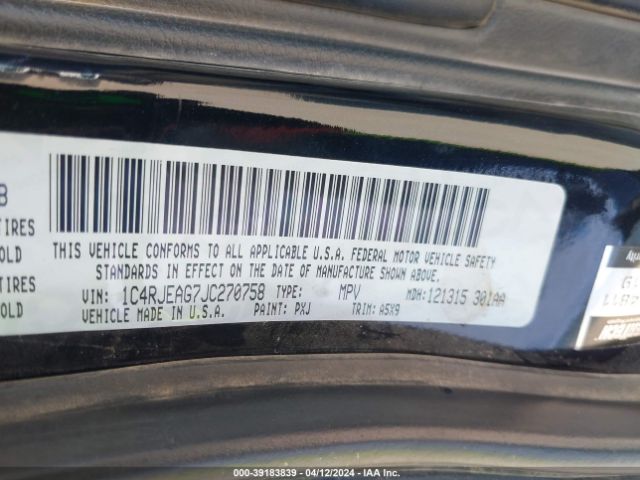 8
TIRES
OLD
TIRES
OLD
THIS VEHICLE CONFORMS TO ALL APPLICABLE U.S.A. FEDERAL MOTOR VEHICLE SAFETY
STANDARDS IN EFFECT ON THE DATE OF MANUFACTURE SHOWN ABOVE.
VIN: 1C4RJEAG7JC270758 TYPE: MPV MDH:121315 301AA
VEHICLE MADE IN U.S.A. PAINT: PXJ TRIM: A5X9
000-39183839 - 04/12/2024 - IAA Inc.